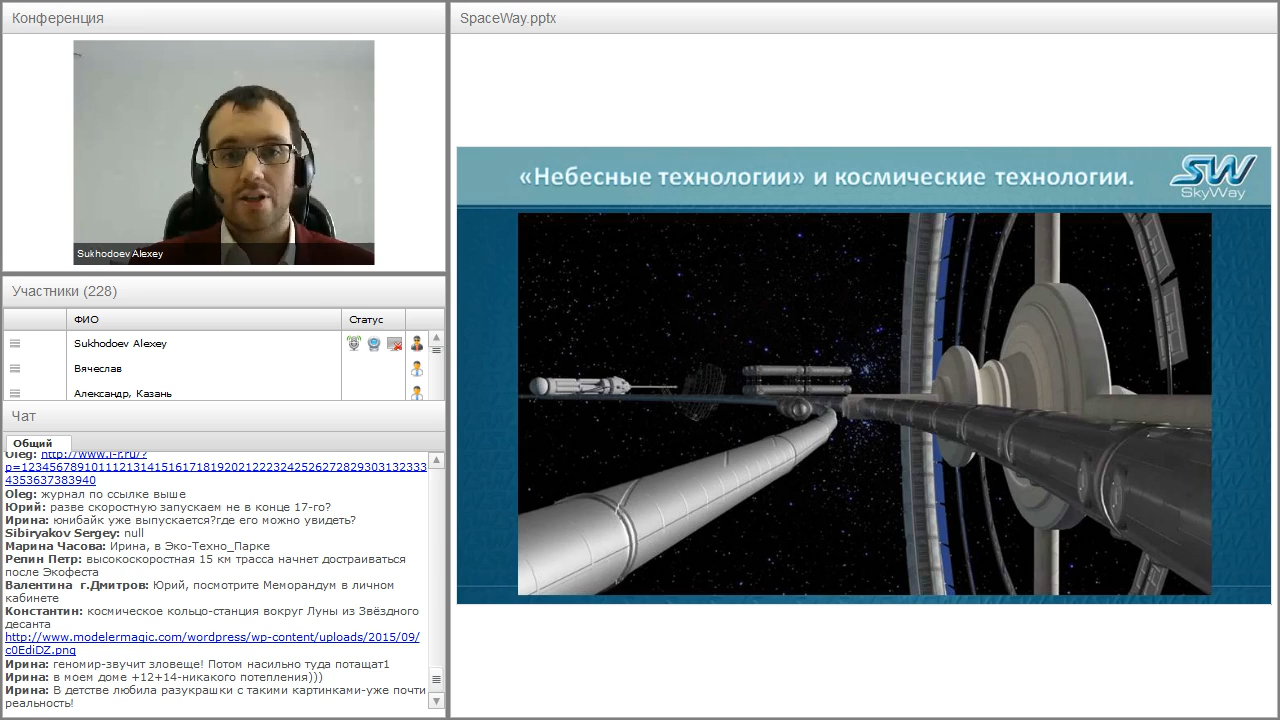 Конференция
Sukhodoev Alexey
Участники (228)
ФИО
Статус
Sukhodoev Alexey
Вячеслав
Александр, Казань
Чат
Общий
Oleg: http://www.i-r.ru/?
p=1234567891011121314151617181920212223242526272829303132333
4353637383940
Oleg: журнал по ссылке выше
Юрий: разве скоростную запускаем не в конце 17-го?
Ирина: юнибайк уже выпускается?где его можно увидеть?
Sibiryakov Sergey: null
Марина Часова: Ирина, в Эко-Техно_Парке
Репин Петр: высокоскоростная 15 км трасса начнет достраиваться
после Экофеста
Валентина г.Дмитров: Юрий, посмотрите Меморандум в личном
кабинете
Константин: космическое кольцо-станция вокруг Луны из Звёздного
десанта
http://www.modelermagic.com/wordpress/wp-content/uploads/2015/09/
c0EdiDZ.png
Ирина: геномир-звучит зловеще! Потом насильно туда потащат1
Ирина: в моем доме +12+14-никакого потепления)))
Ирина: В детстве любила разукрашки с такими картинками-уже почти
реальность!
SpaceWay.pptx
«Небесные технологии» и космические технологии.
SW
SkyWay